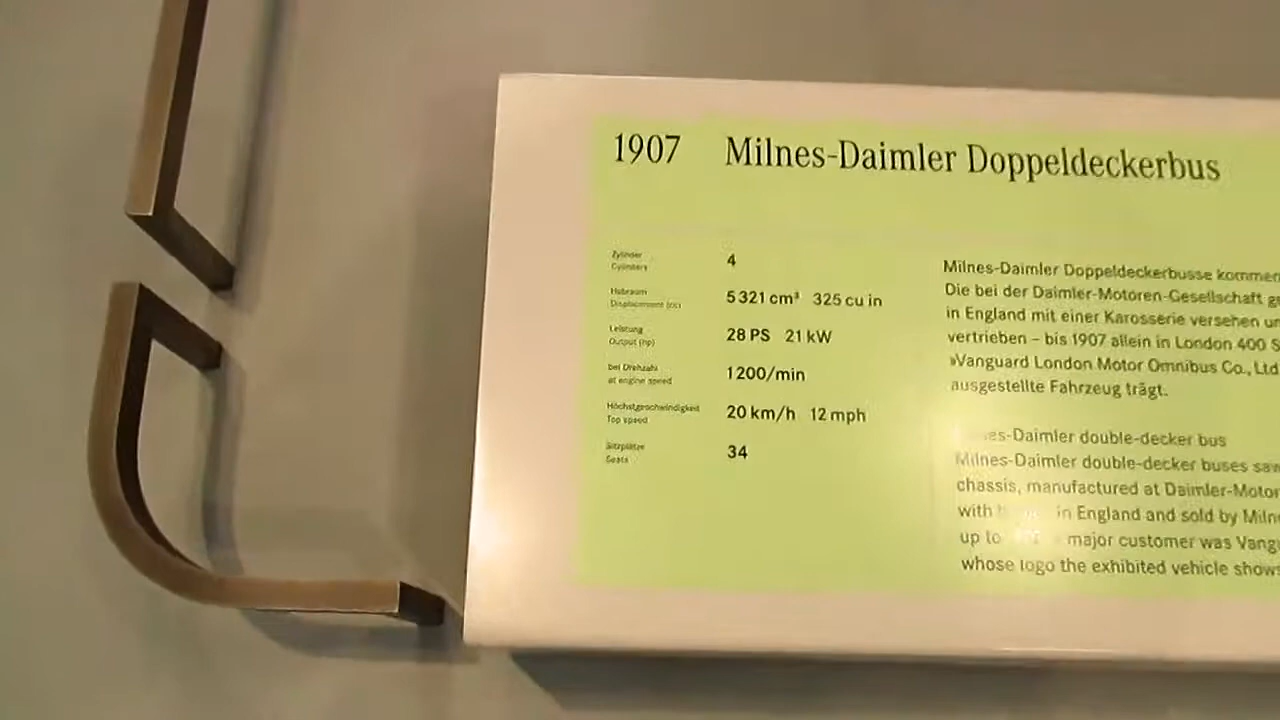 1907 Milnes-Daimler Doppeldeckerbus
Zylinder
Cylinders
4
Hubraum
Displacement (cc)
5 321 cm³ 325 cu in
Leistung
Output (hp)
28 PS 21 kW
bei Drehzahl
at engine speed
1200/min
Höchstgeschwindigkeit
Top speed
20 km/h 12 mph
Sitzplätze
Seats
34
Milnes-Daimler Doppeldeckerbusse kommen
Die bei der Daimler-Motoren-Gesellschaft
in England mit einer Karosserie versehen
vertrieben – bis 1907 allein in London 400
»Vanguard London Motor Omnibus Co., Ltd
ausgestellte Fahrzeug trägt.
es-Daimler double-decker bus
Milnes-Daimler double-decker buses saw
chassis, manufactured at Daimler-Motor
with in England and sold by Miln
up to major customer was Vang
whose logo the exhibited vehicle shows